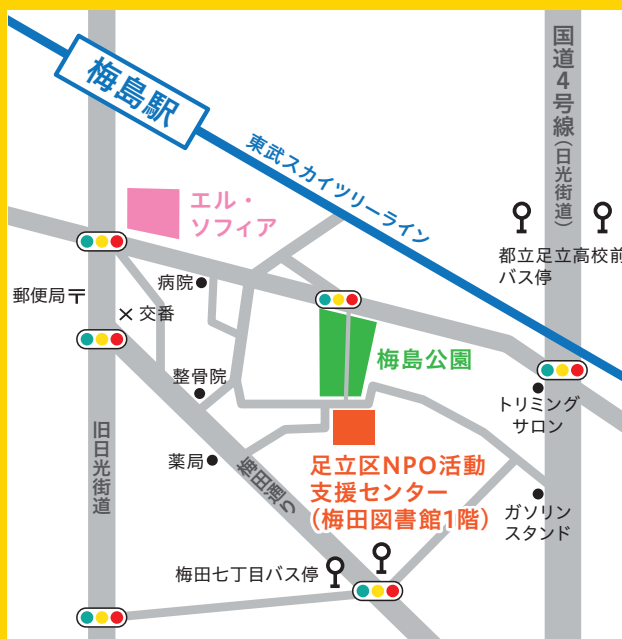 梅島駅
東武スカイツリーライン
国道4号線(日光街道)
エル・
ソフィア
都立足立高校前
バス停
病院
郵便局〒
交番
梅島公園
整骨院
トリミング
サロン
旧日光街道
薬局
梅田通り
足立区NPO活動
支援センター
(梅田図書館1階)
ガソリン
スタンド
梅田七丁目バス停